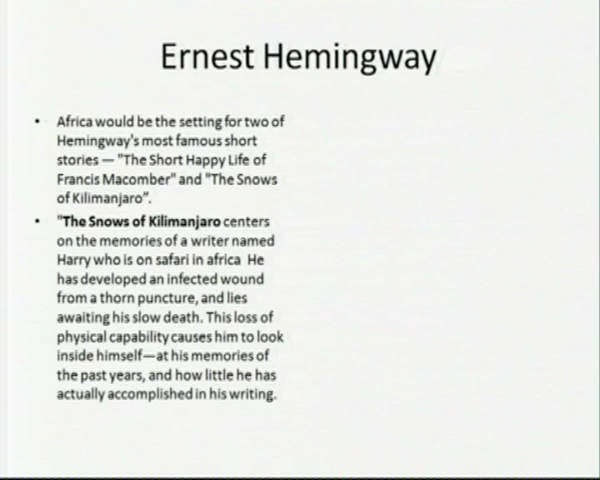 Ernest Hemingway
• Africa would be the setting for two of
Hemingway's most famous short
stories — "The Short Happy Life of
Francis Macomber" and "The Snows
of Kilimanjaro".
• "The Snows of Kilimanjaro centers
on the memories of a writer named
Harry who is on safari in africa He
has developed an infected wound
from a thorn puncture, and lies
awaiting his slow death. This loss of
physical capability causes him to look
inside himself—at his memories of
the past years, and how little he has
actually accomplished in his writing.